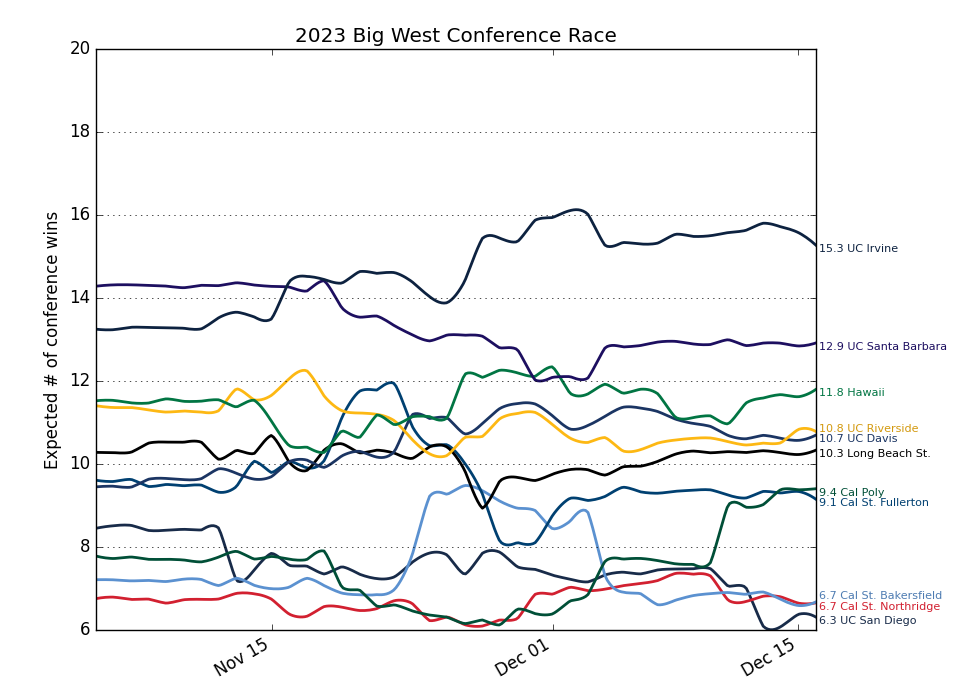 2023 Big West Conference Race
Expected # of conference wins
20
18
16
14
12
10
8
6
Nov 15
Dec 01
Dec 15
15.3 UC Irvine
12.9 UC Santa Barbara
11.8 Hawaii
10.8 UC Riverside
10.7 UC Davis
10.3 Long Beach St.
9.4 Cal Poly
9.1 Cal St. Fullerton
6.7 Cal St. Bakersfield
6.7 Cal St. Northridge
6.3 UC San Diego